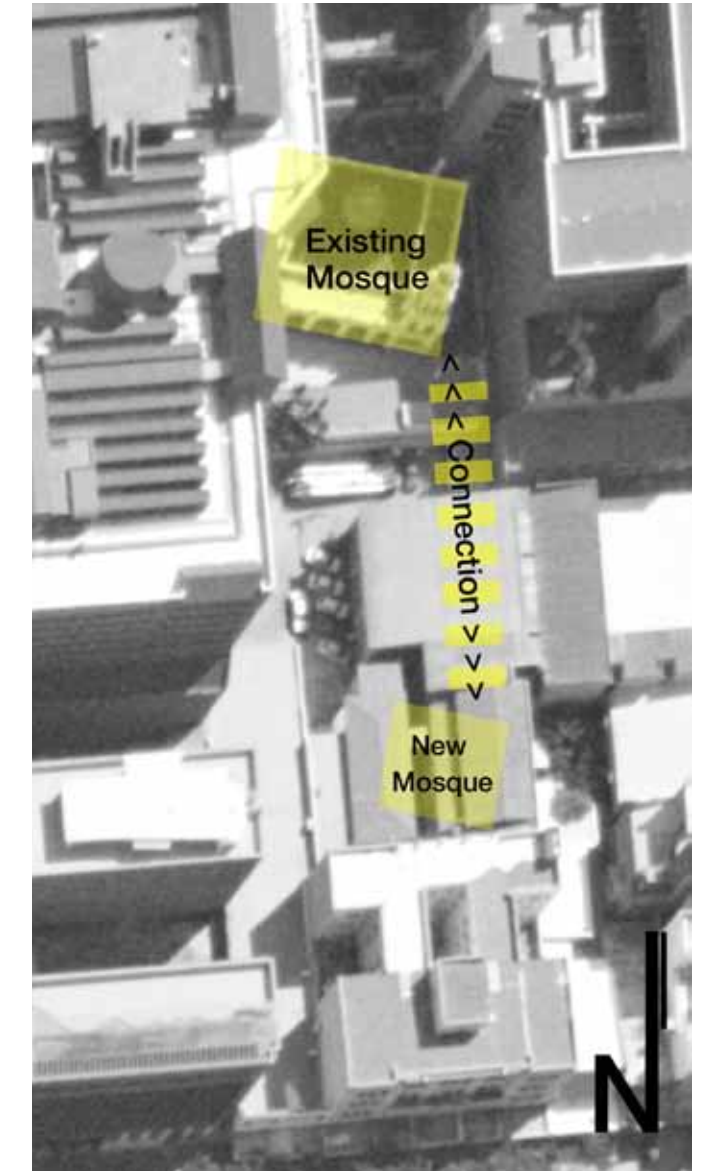 Existing
Mosque
< < < Connection > > >
New
Mosque
N